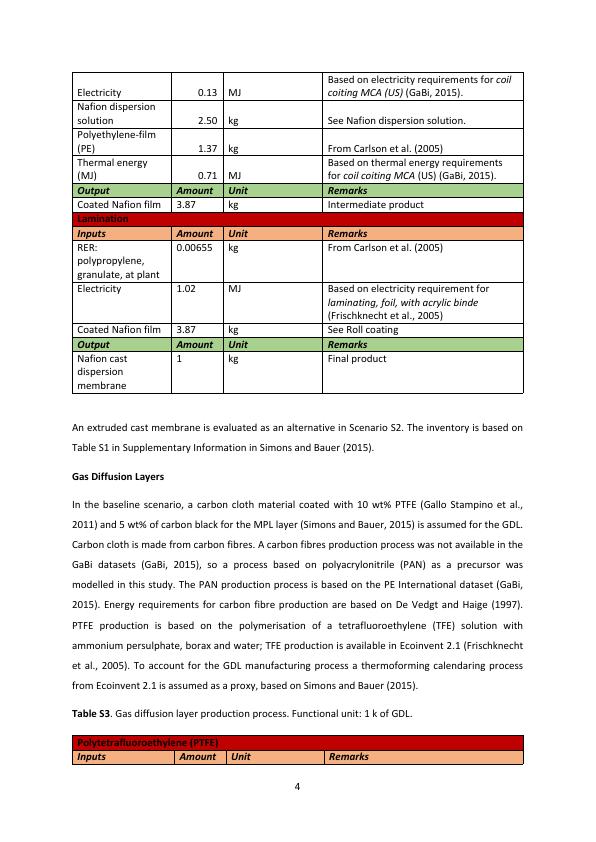 Based on electricity requirements for coil
Electricity 0.13 MJ coiting MCA (US) (GaBi, 2015).
Nafion dispersion
solution 2.50 kg See Nafion dispersion solution.
Polyethylene-film
(PE) 1.37 kg From Carlson et al. (2005)
Thermal energy Based on thermal energy requirements
(MJ) 0.71 MJ for coil coiting MCA (US) (GaBi, 2015).
Output Amount Unit Remarks
Coated Nafion film 3.87 kg Intermediate product
Lamination
Inputs Amount Unit Remarks
RER: 0.00655 kg From Carlson et al. (2005)
polypropylene,
granulate, at plant
Electricity 1.02 MJ Based on electricity requirement for
laminating, foil, with acrylic binde
(Frischknecht et al., 2005)
Coated Nafion film 3.87 kg See Roll coating
Output Amount Unit Remarks
Nafion cast 1 kg Final product
dispersion
membrane
An extruded cast membrane is evaluated as an alternative in Scenario S2. The inventory is based on
Table S1 in Supplementary Information in Simons and Bauer (2015).
Gas Diffusion Layers
In the baseline scenario, a carbon cloth material coated with 10 wt% PTFE (Gallo Stampino et al.,
2011) and 5 wt% of carbon black for the MPL layer (Simons and Bauer, 2015) is assumed for the GDL.
Carbon cloth is made from carbon fibres. A carbon fibres production process was not available in the
GaBi datasets (GaBi, 2015), so a process based on polyacrylonitrile (PAN) as a precursor was
modelled in this study. The PAN production process is based on the PE International dataset (GaBi,
2015). Energy requirements for carbon fibre production are based on De Vedgt and Haige (1997).
PTFE production is based on the polymerisation of a tetrafluoroethylene (TFE) solution with
ammonium persulphate, borax and water; TFE production is available in Ecoinvent 2.1 (Frischknecht
et al., 2005). To account for the GDL manufacturing process a thermoforming calendaring process
from Ecoinvent 2.1 is assumed as a proxy, based on Simons and Bauer (2015).
Table S3. Gas diffusion layer production process. Functional unit: 1 k of GDL.
Polytetrafluoroethylene (PTFE)
Inputs Amount Unit Remarks
4